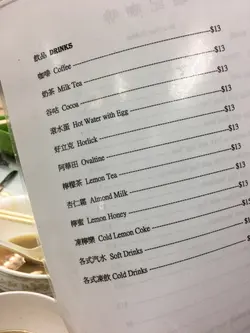 飲品 DRINKS
咖啡 Coffee $13
奶茶 Milk Tea $13
谷咕 Cocoa $13
滾水蛋 Hot Water with Egg $13
好立克 Horlick $13
阿華田 Ovaltine $13
檸檬茶 Lemon Tea $13
杏仁霜 Almond Milk $13
檸蜜 Lemon Honey $13
凍檸樂 Cold Lemon Coke
各式汽水 Soft Drinks
各式凍飲 Cold Drinks